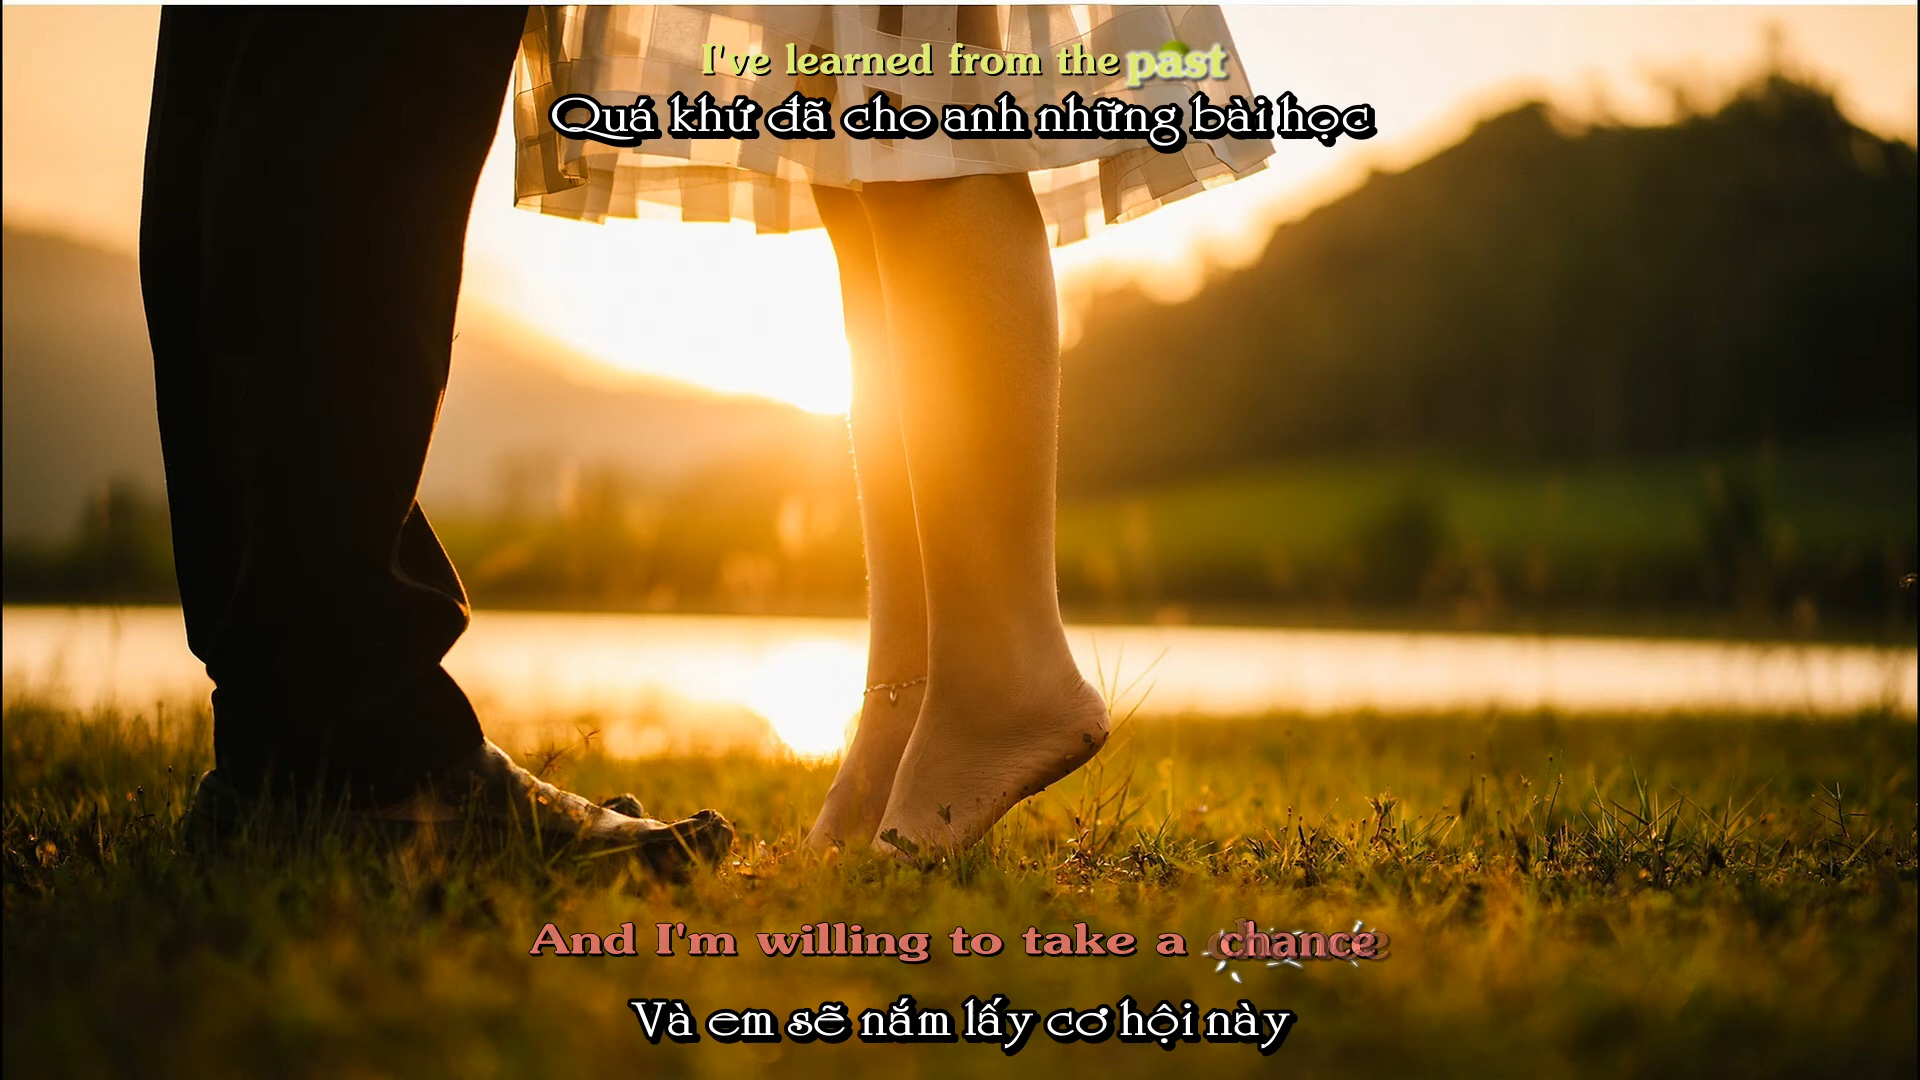 I've learned from the past
Quá khứ đã cho anh những bài học
And I'm willing to take a chance
Và em sẽ nắm lấy cơ hội này